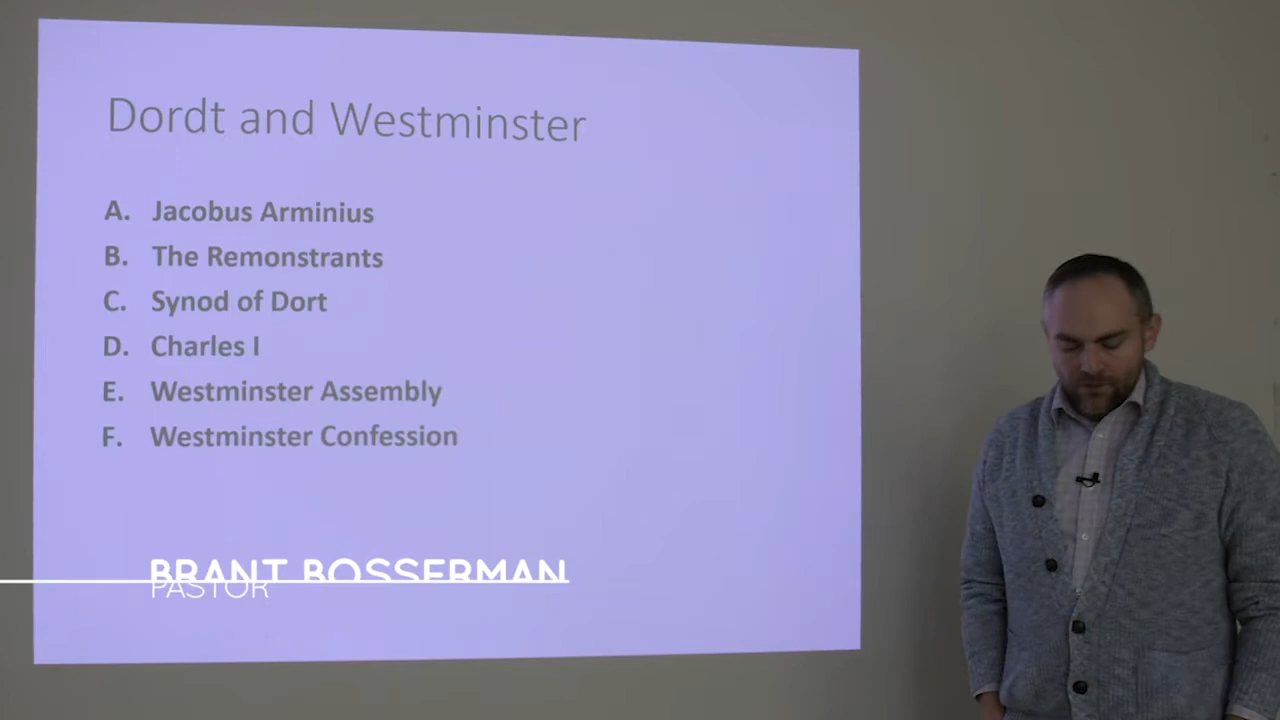 Dordt and Westminster
A. Jacobus Arminius
B. The Remonstrants
C. Synod of Dort
D. Charles I
E. Westminster Assembly
F. Westminster Confession
BRANT BOSSERMAN
PASTOR